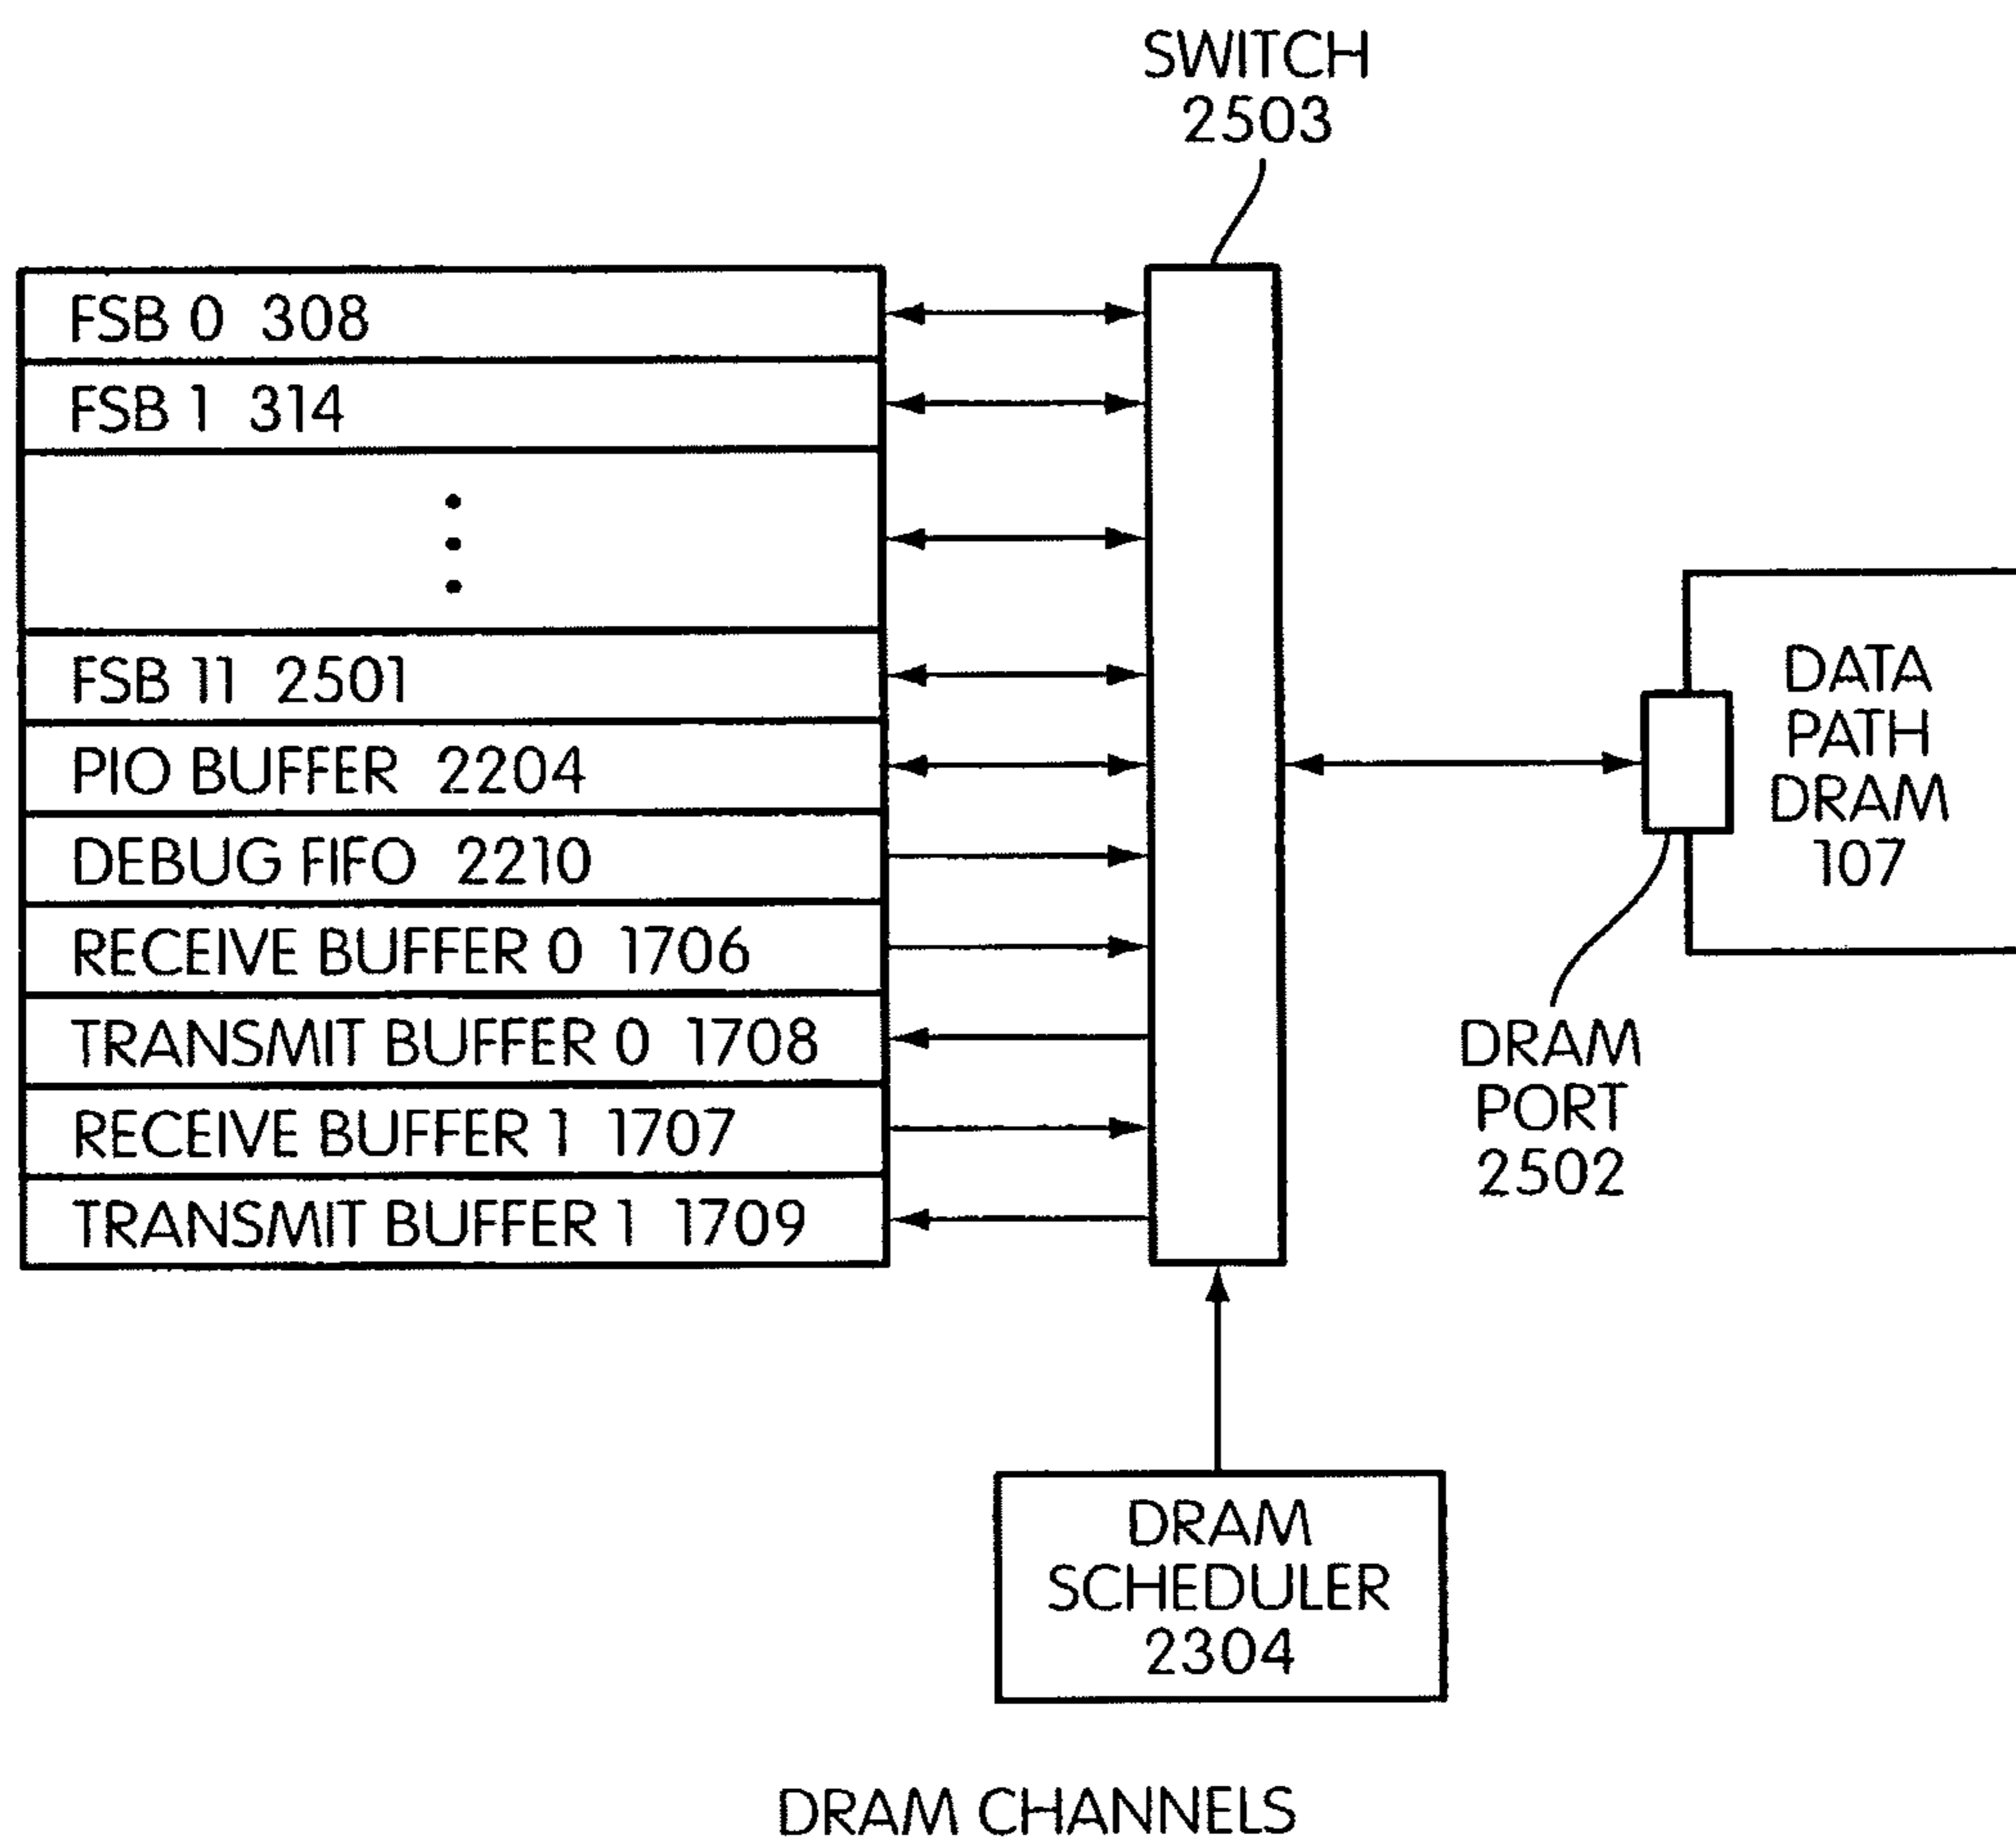 SWITCH
2503
FSB 0 308
FSB 1 314
FSB 11 2501
PIO BUFFER 2204
DEBUG FIFO 2210
RECEIVE BUFFER 0 1706
TRANSMIT BUFFER 0 1708
RECEIVE BUFFER 1 1707
TRANSMIT BUFFER 1 1709
DATA
PATH
DRAM
107
DRAM
PORT
2502
DRAM
SCHEDULER
2304
DRAM CHANNELS